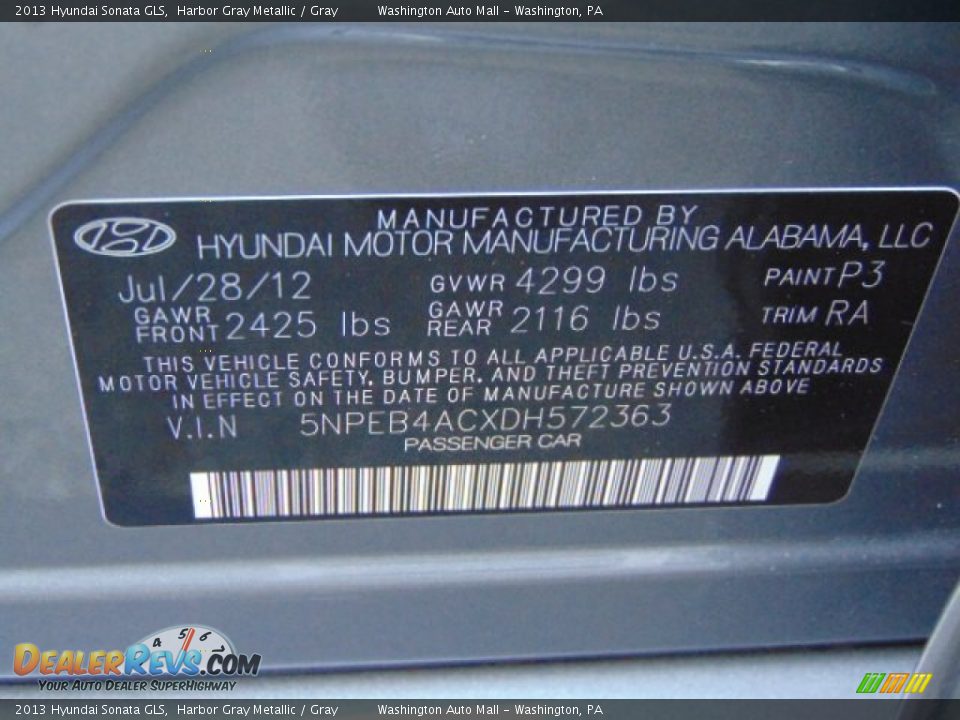 2013 Hyundai Sonata GLS, Harbor Gray Metallic / Gray Washington Auto Mall - Washington, PA
MANUFACTURED BY
HYUNDAI MOTOR MANUFACTURING ALABAMA, LLC
Jul/28/12 GVWR 4299 lbs PAINT P3
GAWR FRONT 2425 lbs GAWR REAR 2116 lbs TRIM RA
THIS VEHICLE CONFORMS TO ALL APPLICABLE U.S.A. FEDERAL
MOTOR VEHICLE SAFETY, BUMPER, AND THEFT PREVENTION STANDARDS
IN EFFECT ON THE DATE OF MANUFACTURE SHOWN ABOVE
V.I.N 5NPEB4ACXDH572363
PASSENGER CAR
4 5 6 7
DEALERREVS.COM
YOUR AUTO DEALER SUPERHIGHWAY
2013 Hyundai Sonata GLS, Harbor Gray Metallic / Gray Washington Auto Mall - Washington, PA